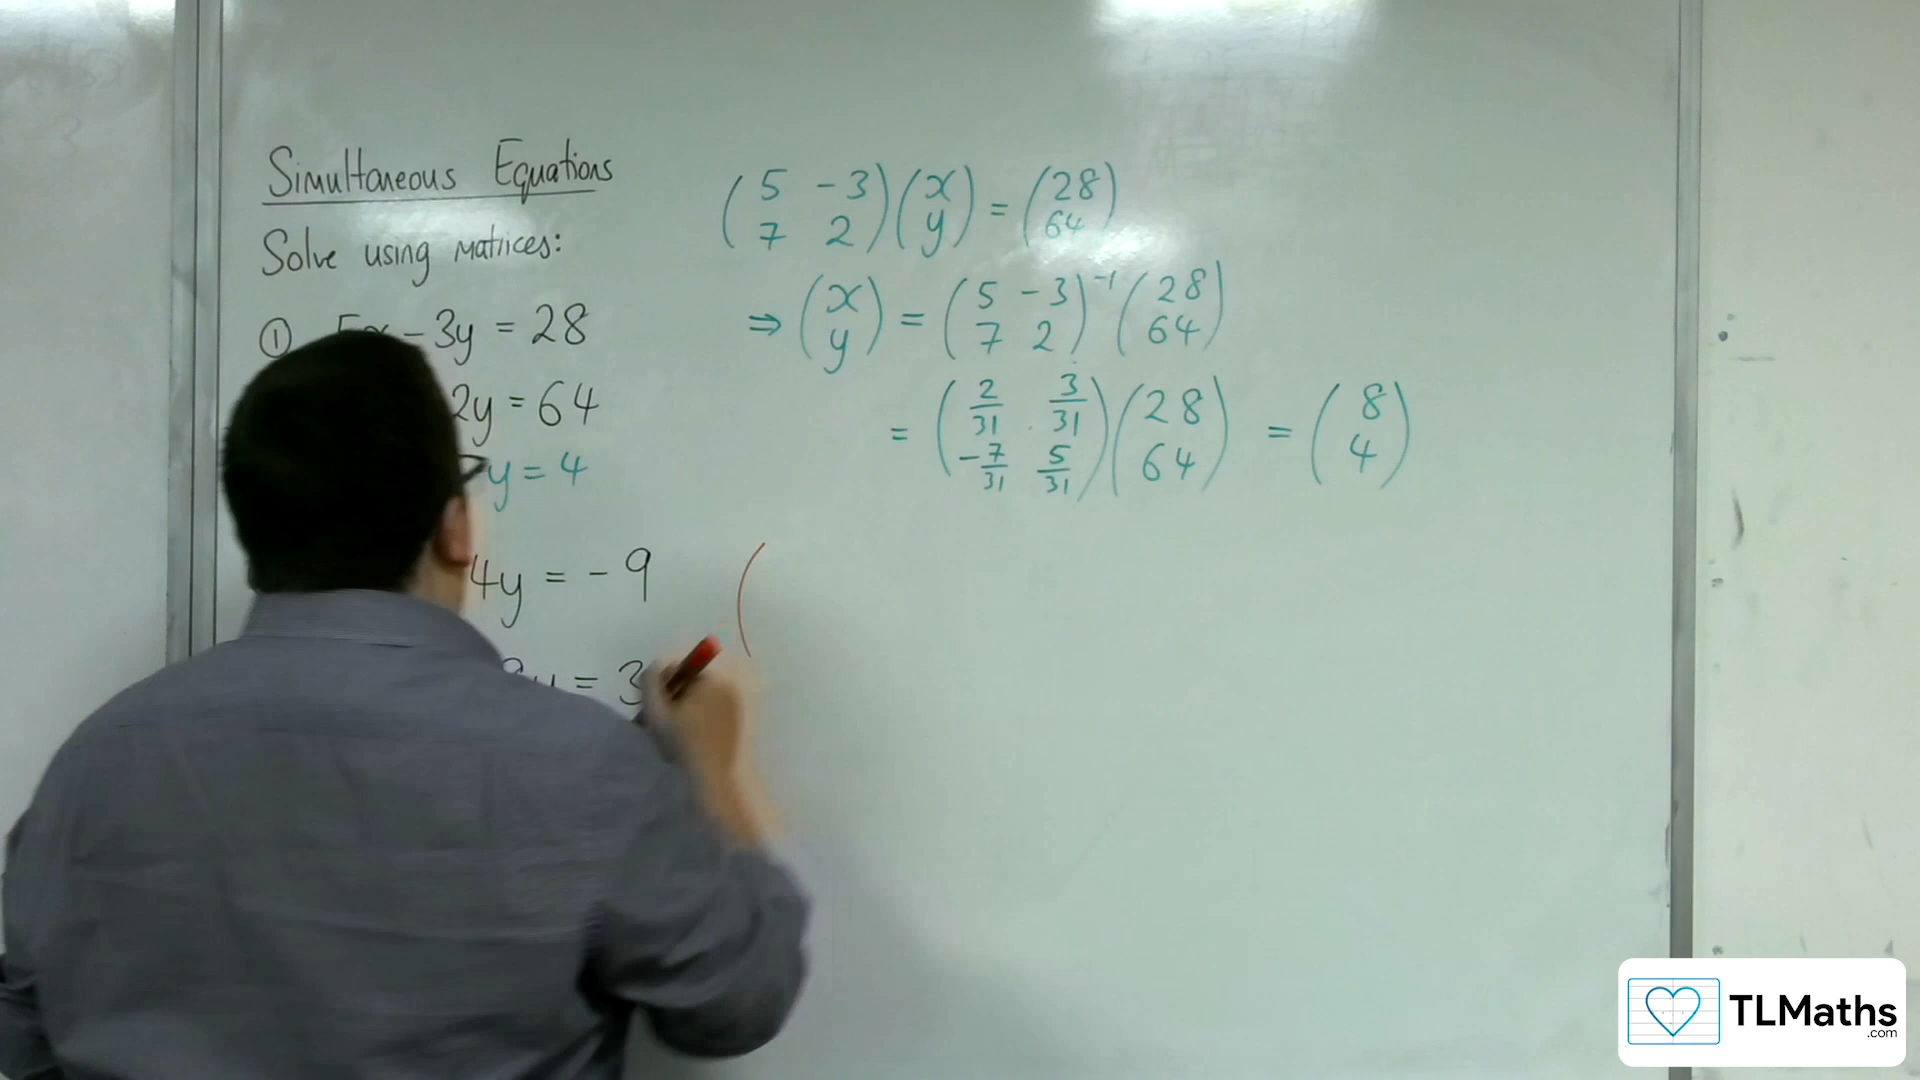 Simultaneous Equations
Solve using matrices:
① 5x - 3y = 28
2y = 64
y = 4
4y = -9
y = 3
(5 -3
7 2)(x
y) = (28
64)
⇒ (x
y) = (5 -3
7 2)⁻¹(28
64)
= (2/31 3/31
-7/31 5/31)(28
64) = (8
4)
(
TLMaths
.com